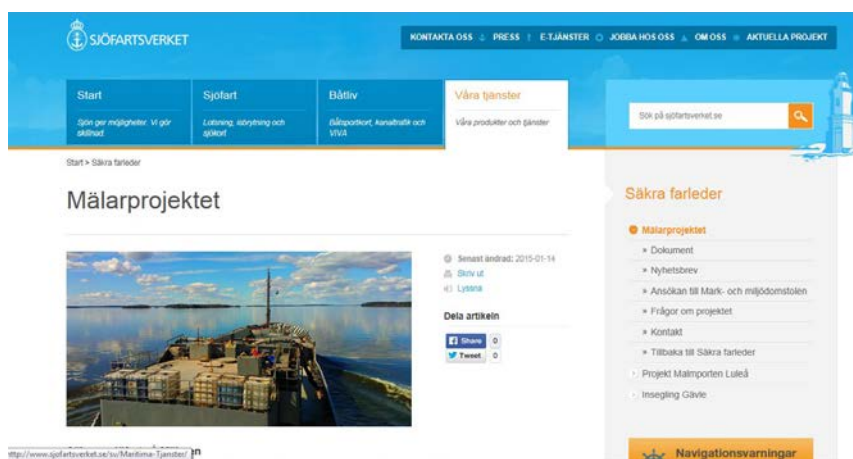 SJÖFARTSVERKET
KONTAKTA OSS PRESS E-TJÄNSTER JOBBA HOS OSS OM OSS AKTUELLA PROJEKT
Start
Sjön ger möjligheter. Vi gör
skillnad.
Sjöfart
Lotsning, isbrytning och
sjökort
Båtliv
Båtsportkort, kanaltrafik och
VIVA
Våra tjänster
Våra produkter och tjänster
Sök på sjöfartsverket.se
Start > Säkra farleder
Mälarprojektet
Senast ändrad: 2015-01-14
Skriv ut
Lyssna
Dela artikeln
Share 0
Tweet 0
Säkra farleder
Mälarprojektet
» Dokument
» Nyhetsbrev
» Ansökan till Mark- och miljödomstolen
» Frågor om projektet
» Kontakt
» Tillbaka till Säkra farleder
Projekt Malmporten Luleå
Insegling Gävle
Navigationsvarningar
http://www.sjofartsverket.se/sv/Maritima-Tjanster/